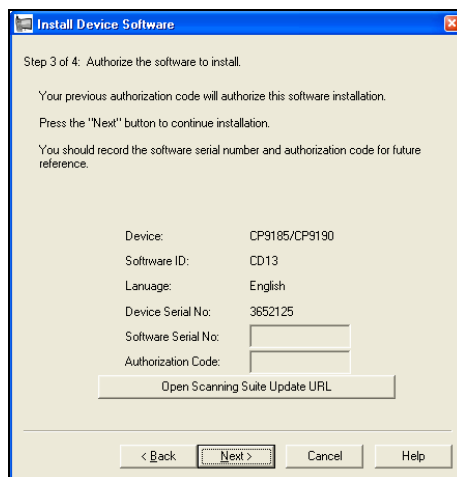 Install Device Software
Step 3 of 4: Authorize the software to install.
Your previous authorization code will authorize this software installation.
Press the "Next" button to continue installation.
You should record the software serial number and authorization code for future
reference.
Device: CP9185/CP9190
Softrware ID: CD13
Lanuage: English
Device Serial No: 3652125
Software Serial No:
Authorization Code:
Open Scanning Suite Update URL
< Back Next > Cancel Help